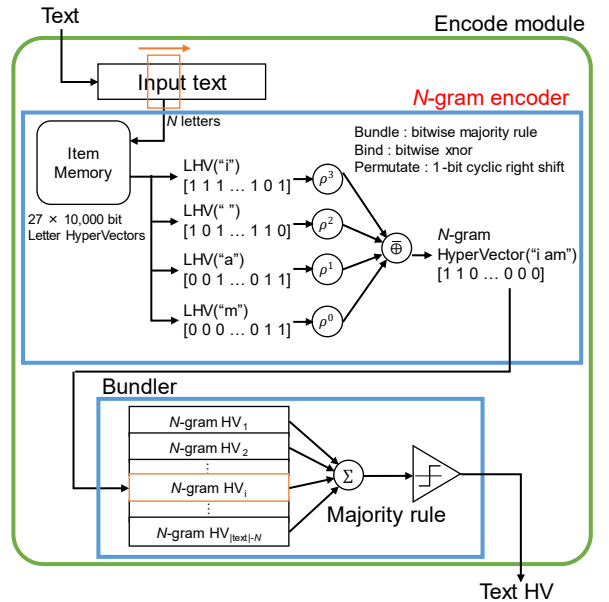 Text
Encode module
Input text
N-gram encoder
N letters
Item
Memory
27 × 10,000 bit
Letter HyperVectors
Bundle : bitwise majority rule
Bind : bitwise xnor
Permutate : 1-bit cyclic right shift
LHV("i")
[1 1 1 … 1 0 1]
ρ³
LHV(" ")
[1 0 1 … 1 1 0]
ρ²
LHV("a")
[0 0 1 … 0 1 1]
ρ¹
LHV("m")
[0 0 0 … 0 1 1]
ρ⁰
⊕̅
N-gram
HyperVector("i am")
[1 1 0 … 0 0 0]
Bundler
N-gram HV₁
N-gram HV₂
⋮
N-gram HVᵢ
⋮
N-gram HV|text|-N
Σ
Majority rule
Text HV